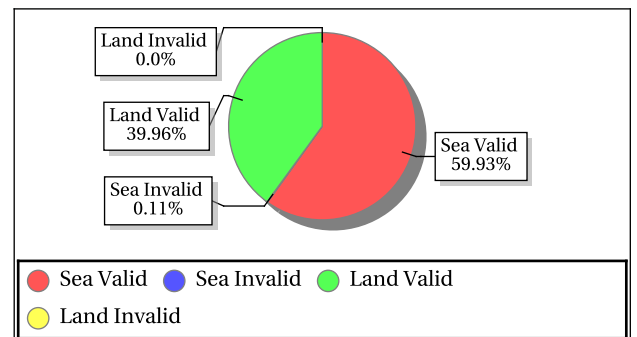 Land Invalid
0.0%
Land Valid
39.96%
Sea Valid
59.93%
Sea Invalid
0.11%
Sea Valid Sea Invalid Land Valid
Land Invalid